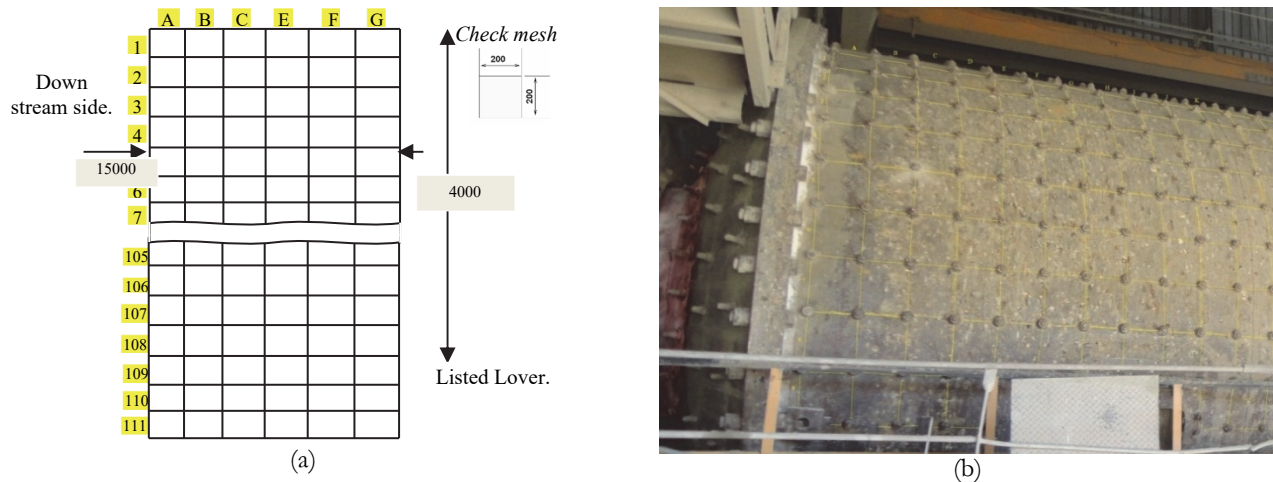 A B C E F G
1
2
3
4
6
7
105
106
107
108
109
110
111
Down
stream side.
15000
Check mesh
200
200
4000
Listed Lover.
(a)
A B C D E F G H K
(b)